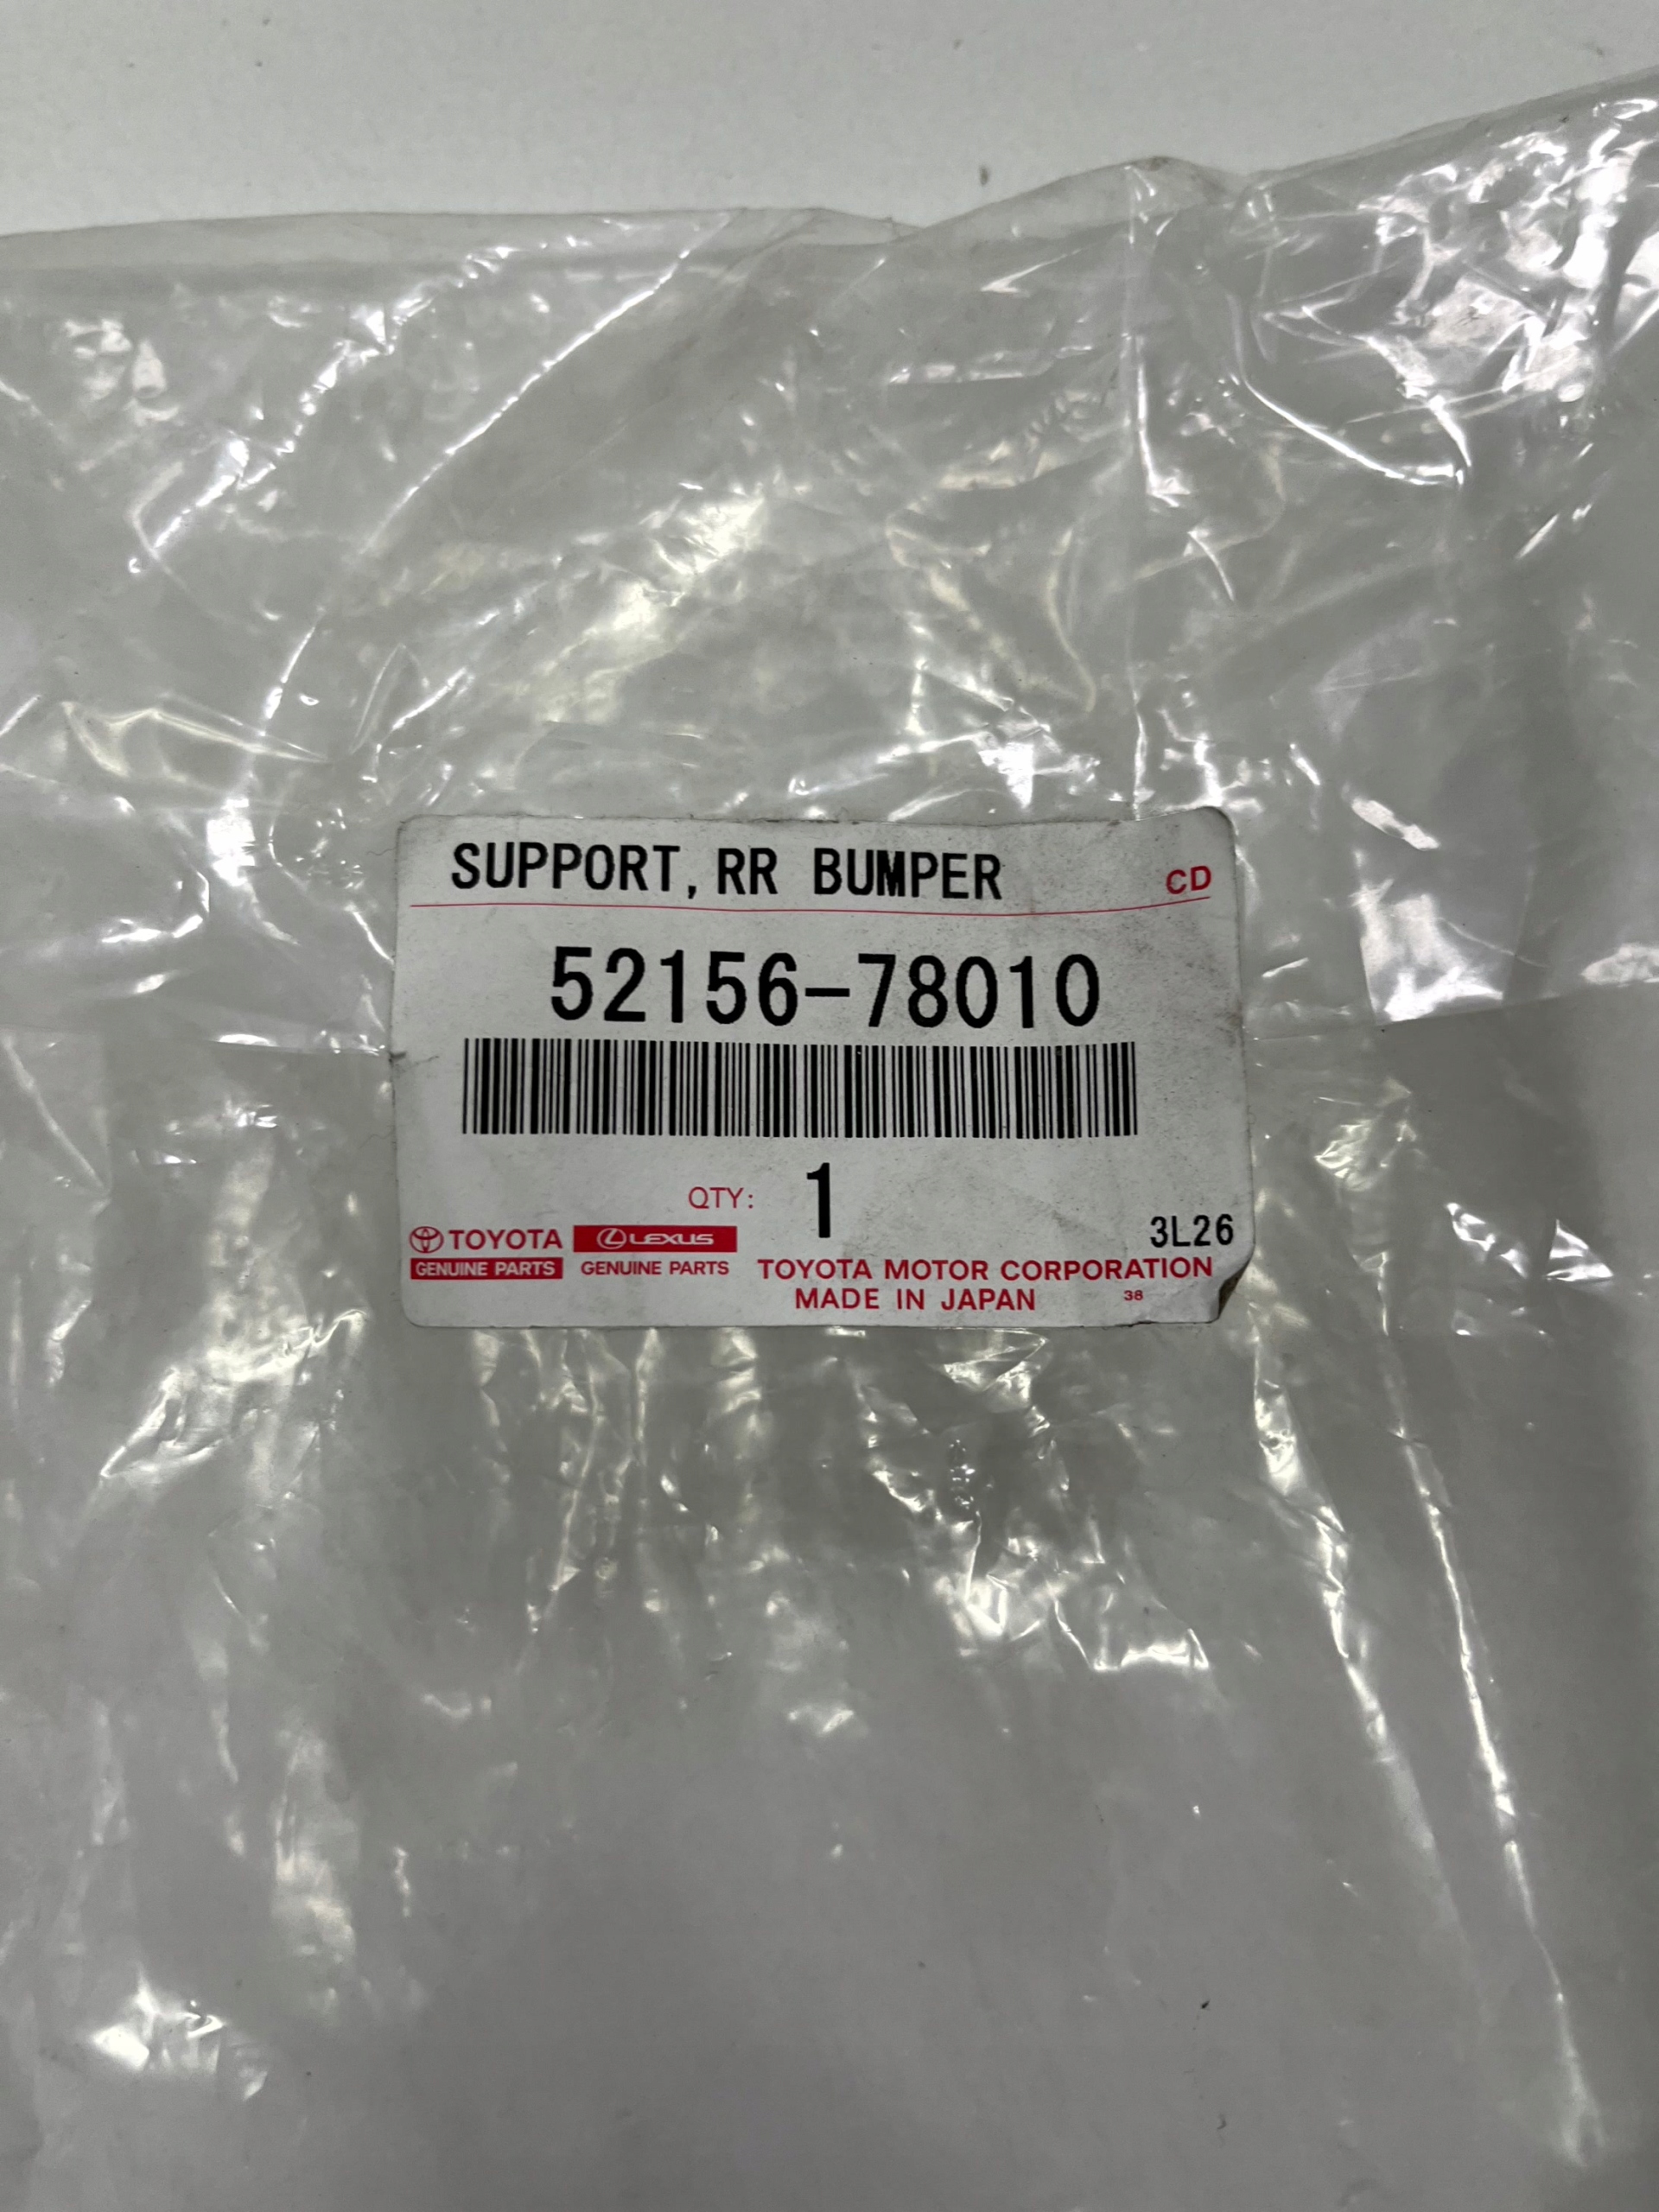 SUPPORT, RR BUMPER CD
52156-78010
QTY: 1
3L26
TOYOTA LEXUS
GENUINE PARTS GENUINE PARTS
TOYOTA MOTOR CORPORATION
MADE IN JAPAN 38